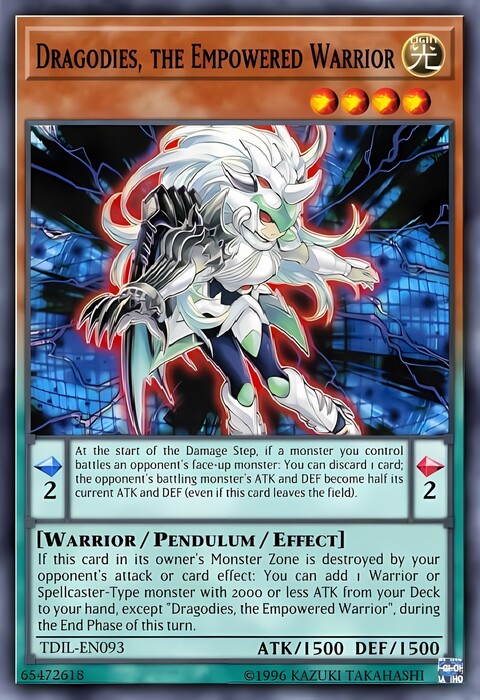 DRAGODIES, THE EMPOWERED WARRIOR
LIGHT
光
At the start of the Damage Step, if a monster you control
battles an opponent's face-up monster: You can discard 1 card;
the opponent's battling monster's ATK and DEF become half its
current ATK and DEF (even if this card leaves the field).
2
2
[WARRIOR / PENDULUM / EFFECT]
If this card in its owner's Monster Zone is destroyed by your
opponent's attack or card effect: You can add 1 Warrior or
Spellcaster-Type monster with 2000 or less ATK from your Deck
to your hand, except "Dragodies, the Empowered Warrior", during
the End Phase of this turn.
TDIL-EN093
ATK/1500 DEF/1500
65472618
©1996 KAZUKI TAKAHASHI